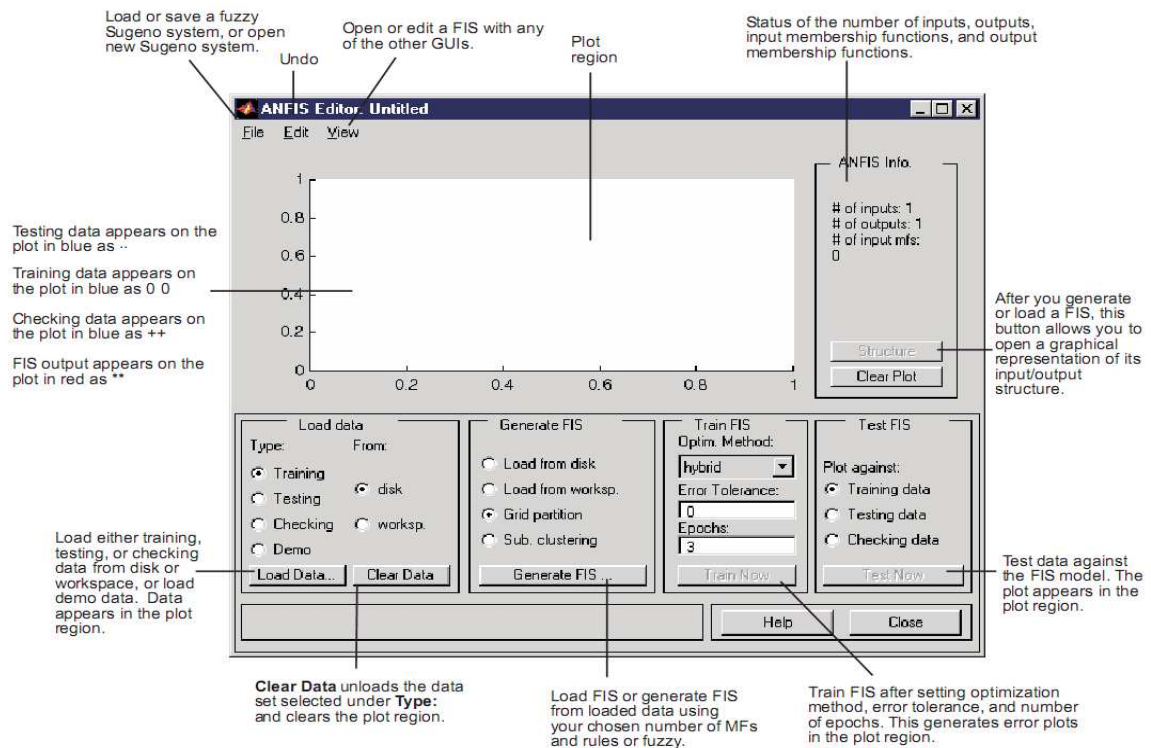 Load or save a fuzzy
Sugeno system, or open
new Sugeno system.
Open or edit a FIS with any
of the other GUIs.
Undo
Plot
region
Status of the number of inputs, outputs,
input membership functions, and output
membership functions.
ANFIS Editor. Untitled
File Edit View
ANFIS Info.
# of inputs: 1
# of outputs: 1
# of input mfs:
0
Structure
Clear Plot
1
0.8
0.6
0.4
0.2
0
0 0.2 0.4 0.6 0.8 1
Testing data appears on the
plot in blue as ··
Training data appears on
the plot in blue as 0 0
Checking data appears on
the plot in blue as ++
FIS output appears on the
plot in red as **
After you generate
or load a FIS, this
button allows you to
open a graphical
representation of its
input/output
structure.
Load data
Type: From:
Training
Testing
Checking
Demo
disk
worksp.
Load Data... Clear Data
Generate FIS
Load from disk
Load from worksp.
Grid partition
Sub. clustering
Generate FIS ...
Train FIS
Optim. Method:
hybrid
Error Tolerance:
0
Epochs:
3
Train Now
Test FIS
Plot against:
Training data
Testing data
Checking data
Test Now
Help Close
Load either training,
testing, or checking
data from disk or
workspace, or load
demo data. Data
appears in the plot
region.
Test data against
the FIS model. The
plot appears in the
plot region.
Clear Data unloads the data
set selected under Type:
and clears the plot region.
Load FIS or generate FIS
from loaded data using
your chosen number of MFs
and rules or fuzzy.
Train FIS after setting optimization
method, error tolerance, and number
of epochs. This generates error plots
in the plot region.